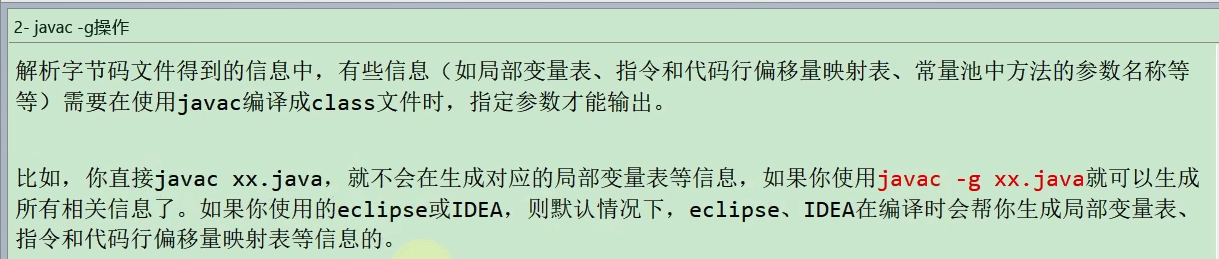 2- javac -g操作
解析字节码文件得到的信息中，有些信息（如局部变量表、指令和代码行偏移量映射表、常量池中方法的参数名称等
等）需要在使用javac编译成class文件时，指定参数才能输出。
比如，你直接javac xx.java，就不会在生成对应的局部变量表等信息，如果你使用javac -g xx.java就可以生成
所有相关信息了。如果你使用的eclipse或IDEA，则默认情况下，eclipse、IDEA在编译时会帮你生成局部变量表、
指令和代码行偏移量映射表等信息的。